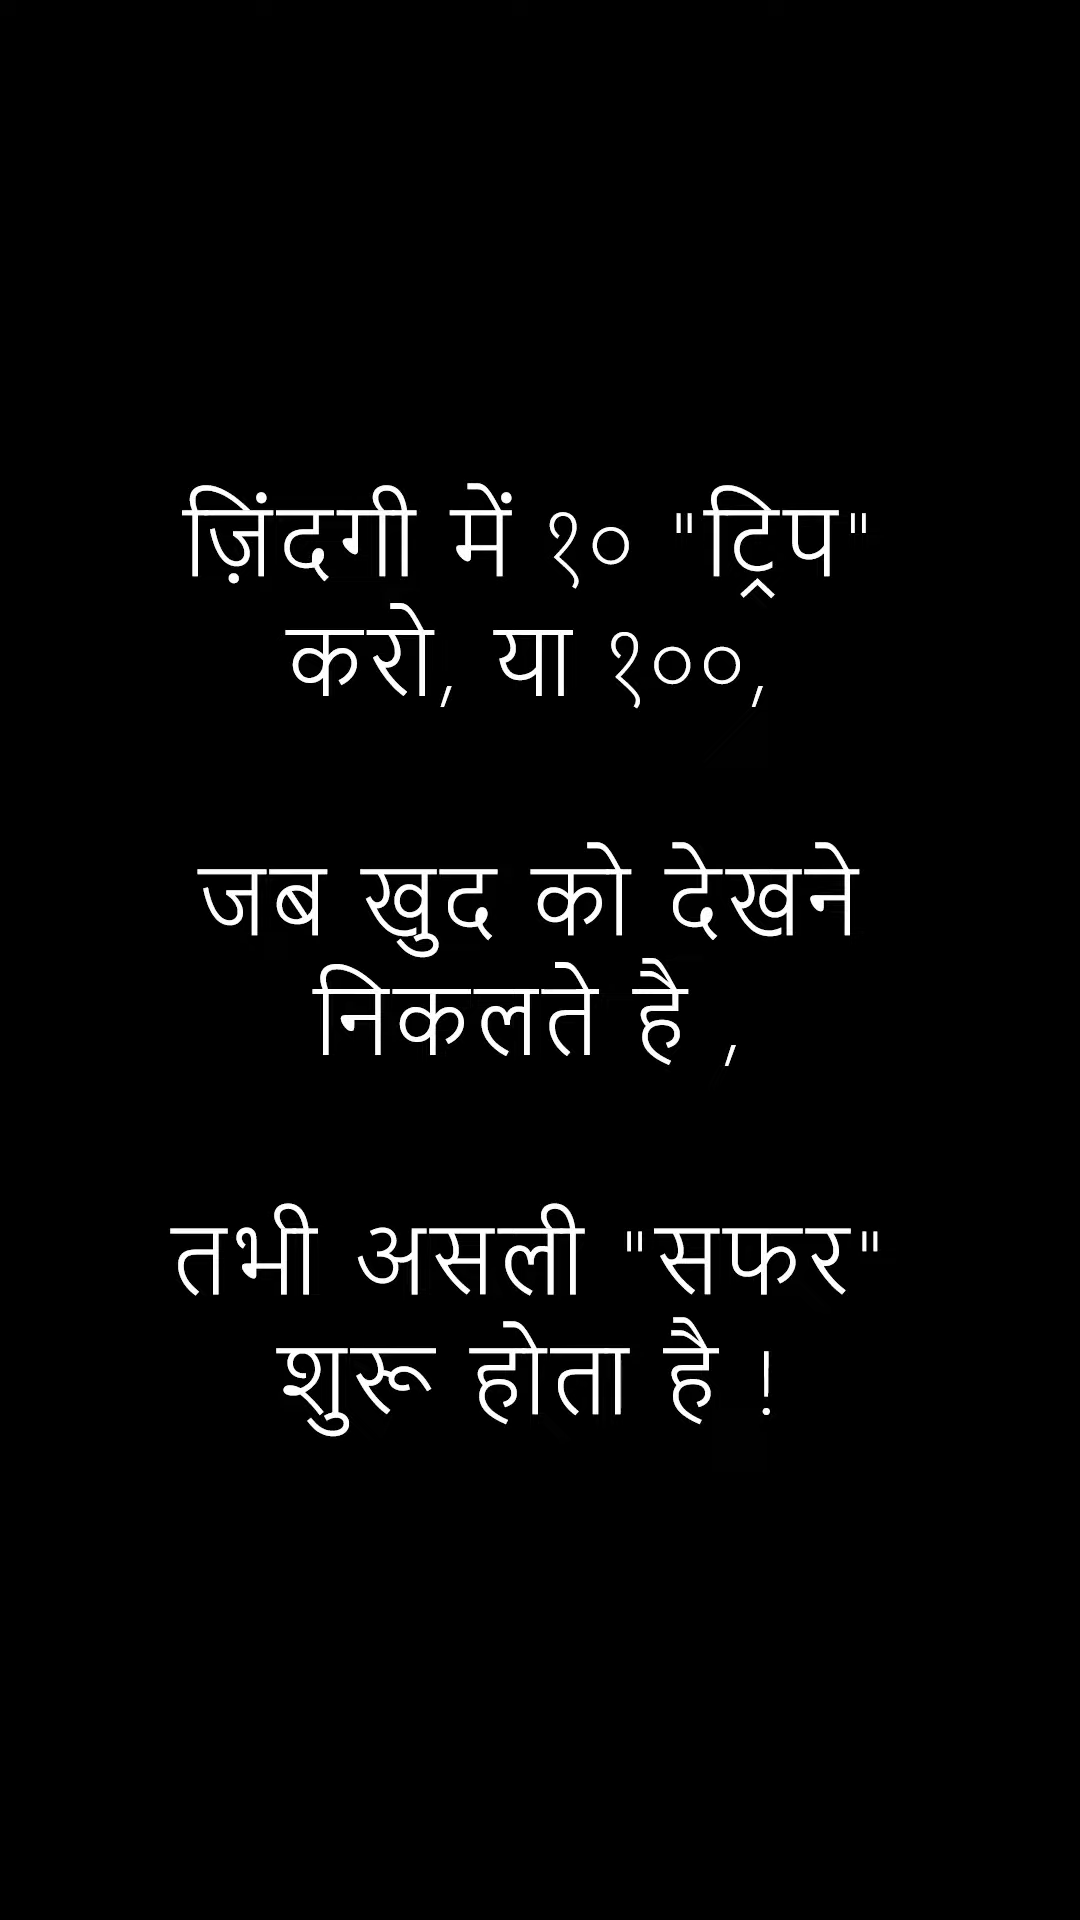 ज़िंदगी में १० "ट्रिप"
करो, या १००,
जब खुद को देखने
निकलते है ,
तभी असली "सफर"
शुरू होता है !